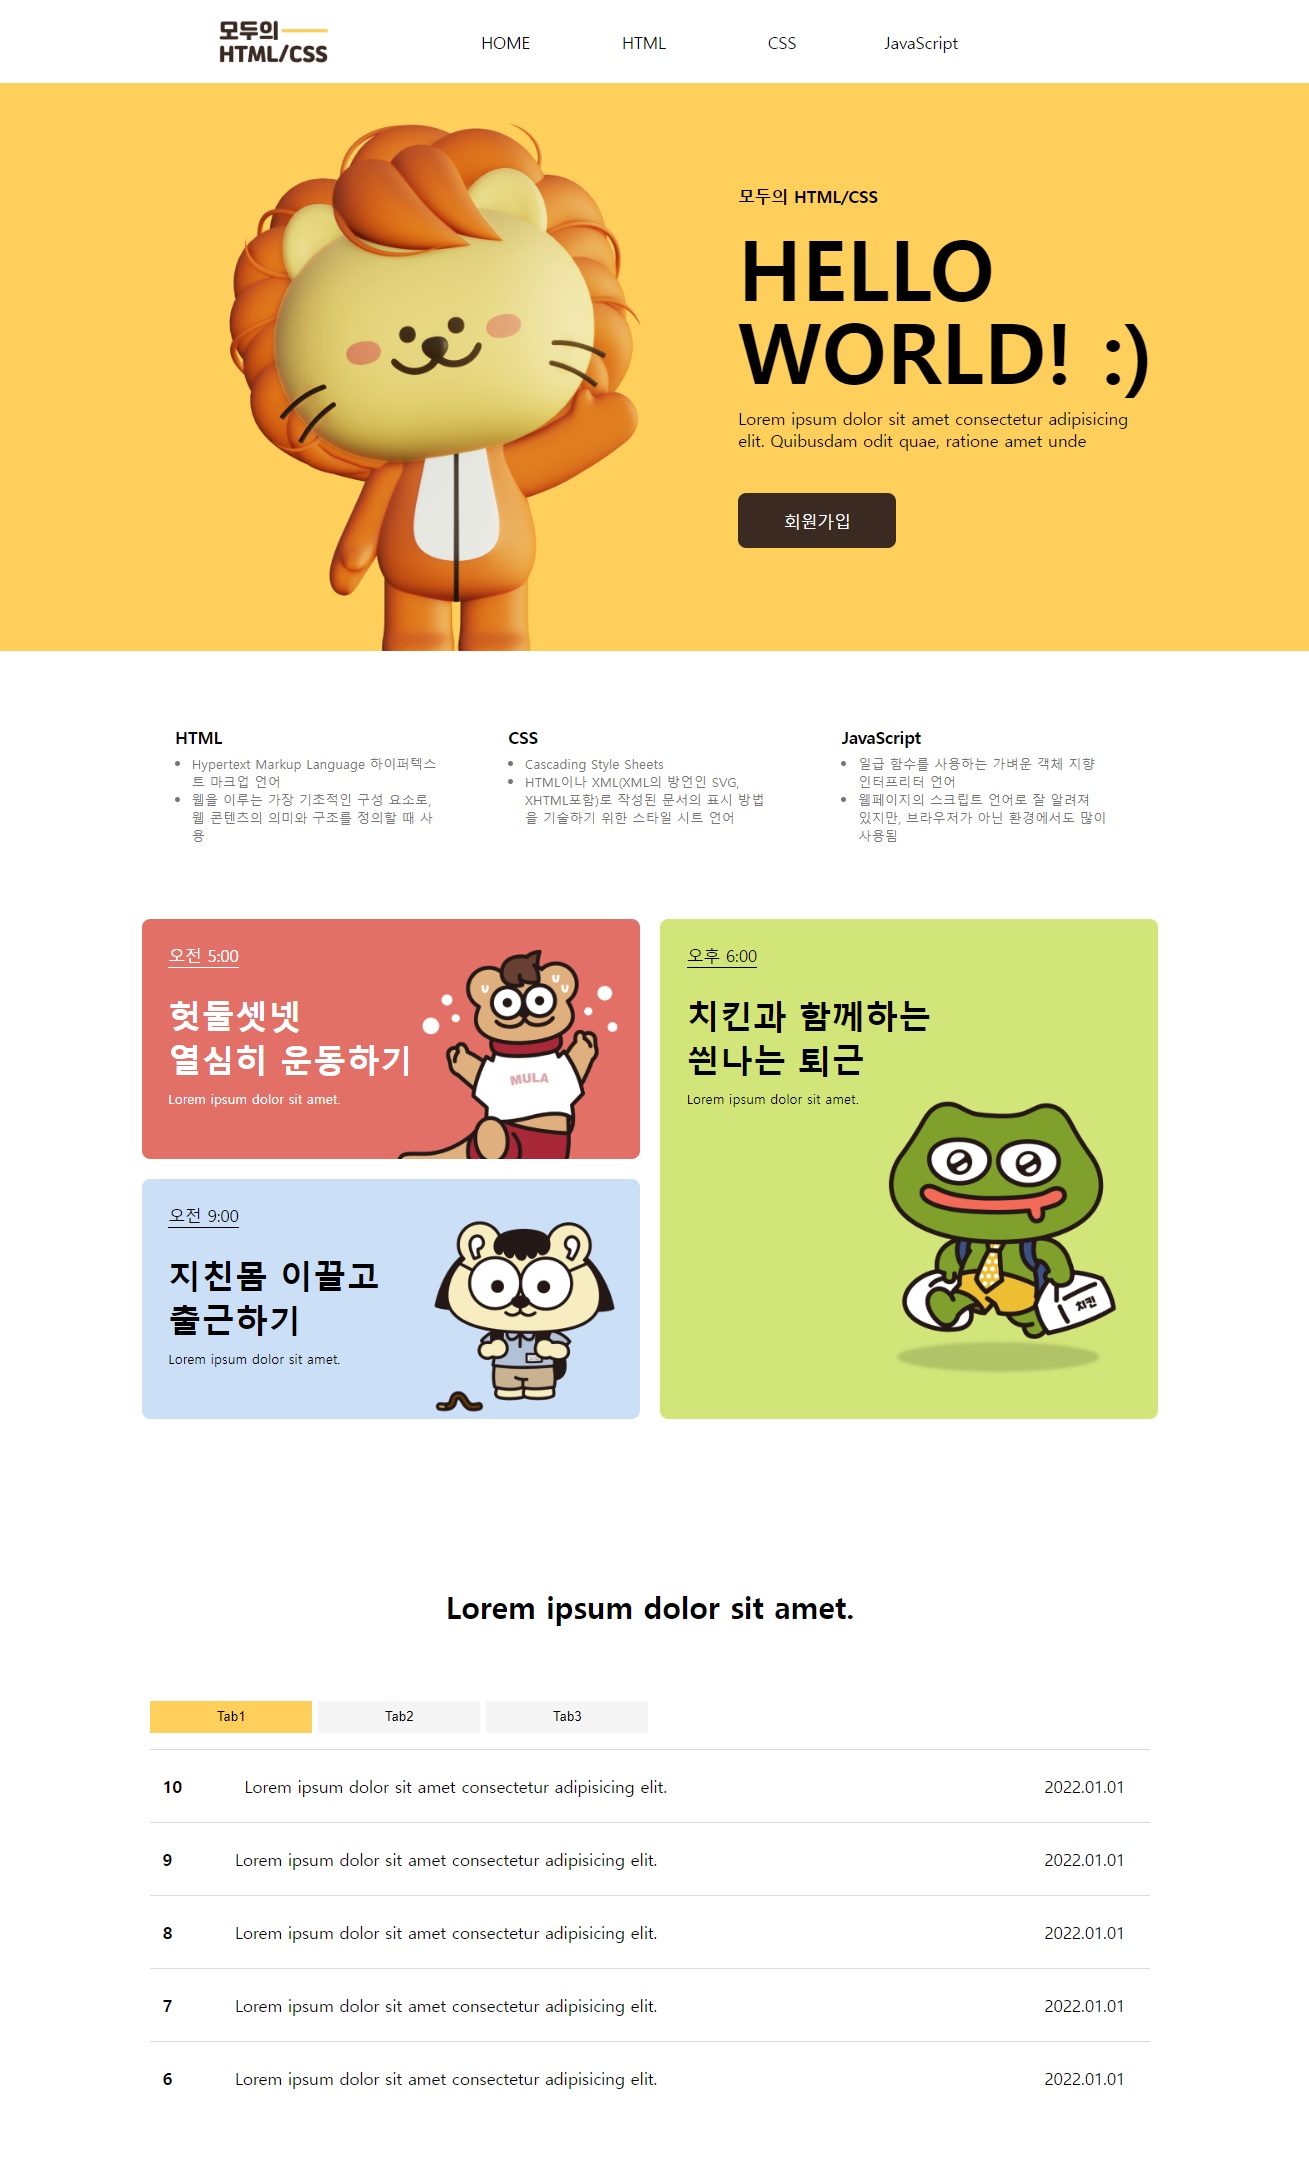 모두의
HTML/CSS
HOME
HTML
CSS
JavaScript
모두의 HTML/CSS
HELLO
WORLD! :)
Lorem ipsum dolor sit amet consectetur adipisicing
elit. Quibusdam odit quae, ratione amet unde
회원가입
HTML
Hypertext Markup Language 하이퍼텍스
트 마크업 언어
웹을 이루는 가장 기초적인 구성 요소로,
웹 콘텐츠의 의미와 구조를 정의할 때 사
용
CSS
Cascading Style Sheets
HTML이나 XML(XML의 방언인 SVG,
XHTML포함)로 작성된 문서의 표시 방법
을 기술하기 위한 스타일 시트 언어
JavaScript
일급 함수를 사용하는 가벼운 객체 지향
인터프리터 언어
웹페이지의 스크립트 언어로 잘 알려져
있지만, 브라우저가 아닌 환경에서도 많이
사용됨
오전 5:00
헛둘셋넷
열심히 운동하기
Lorem ipsum dolor sit amet.
MULA
오전 9:00
지친몸 이끌고
출근하기
Lorem ipsum dolor sit amet.
오후 6:00
치킨과 함께하는
씐나는 퇴근
Lorem ipsum dolor sit amet.
치킨
Lorem ipsum dolor sit amet.
Tab1
Tab2
Tab3
10 Lorem ipsum dolor sit amet consectetur adipisicing elit. 2022.01.01
9 Lorem ipsum dolor sit amet consectetur adipisicing elit. 2022.01.01
8 Lorem ipsum dolor sit amet consectetur adipisicing elit. 2022.01.01
7 Lorem ipsum dolor sit amet consectetur adipisicing elit. 2022.01.01
6 Lorem ipsum dolor sit amet consectetur adipisicing elit. 2022.01.01